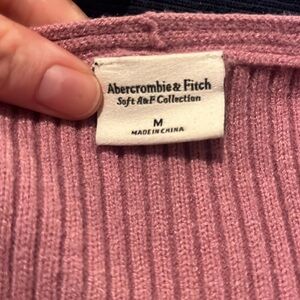 Abercrombie & Fitch
Soft A&F Collection
M
MADE IN CHINA